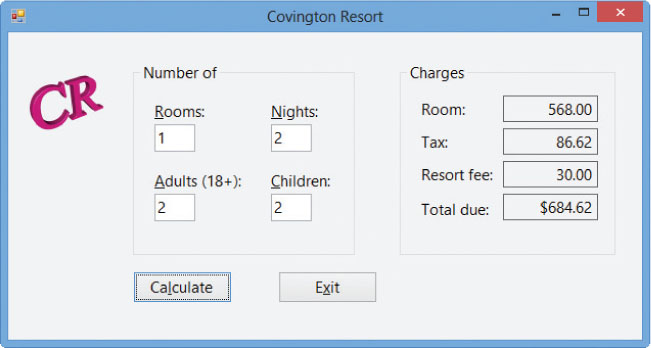 Covington Resort
CR
Number of
Rooms:
1
Nights:
2
Adults (18+):
2
Children:
2
Charges
Room: 568.00
Tax: 86.62
Resort fee: 30.00
Total due: $684.62
Calculate
Exit